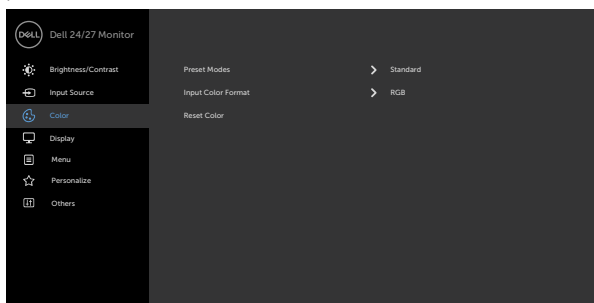 DELL Dell 24/27 Monitor
Brightness/Contrast Preset Modes Standard
Input Source Input Color Format RGB
Color Reset Color
Display
Menu
Personalize
Others